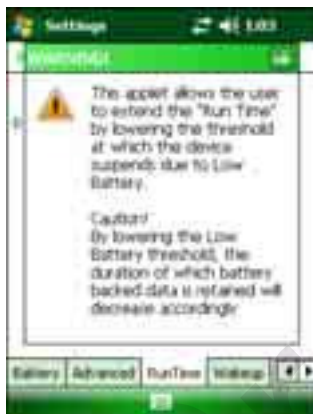 Settings 1:03
WARNING!
This applet allows the user
to extend the "Run Time"
by lowering the threshold
at which the device
suspends due to Low
Battery.
Caution!
By lowering the Low
Battery threshold, the
duration of which battery
backed data is retained will
decrease accordingly
Battery Advanced RunTime Wakeup